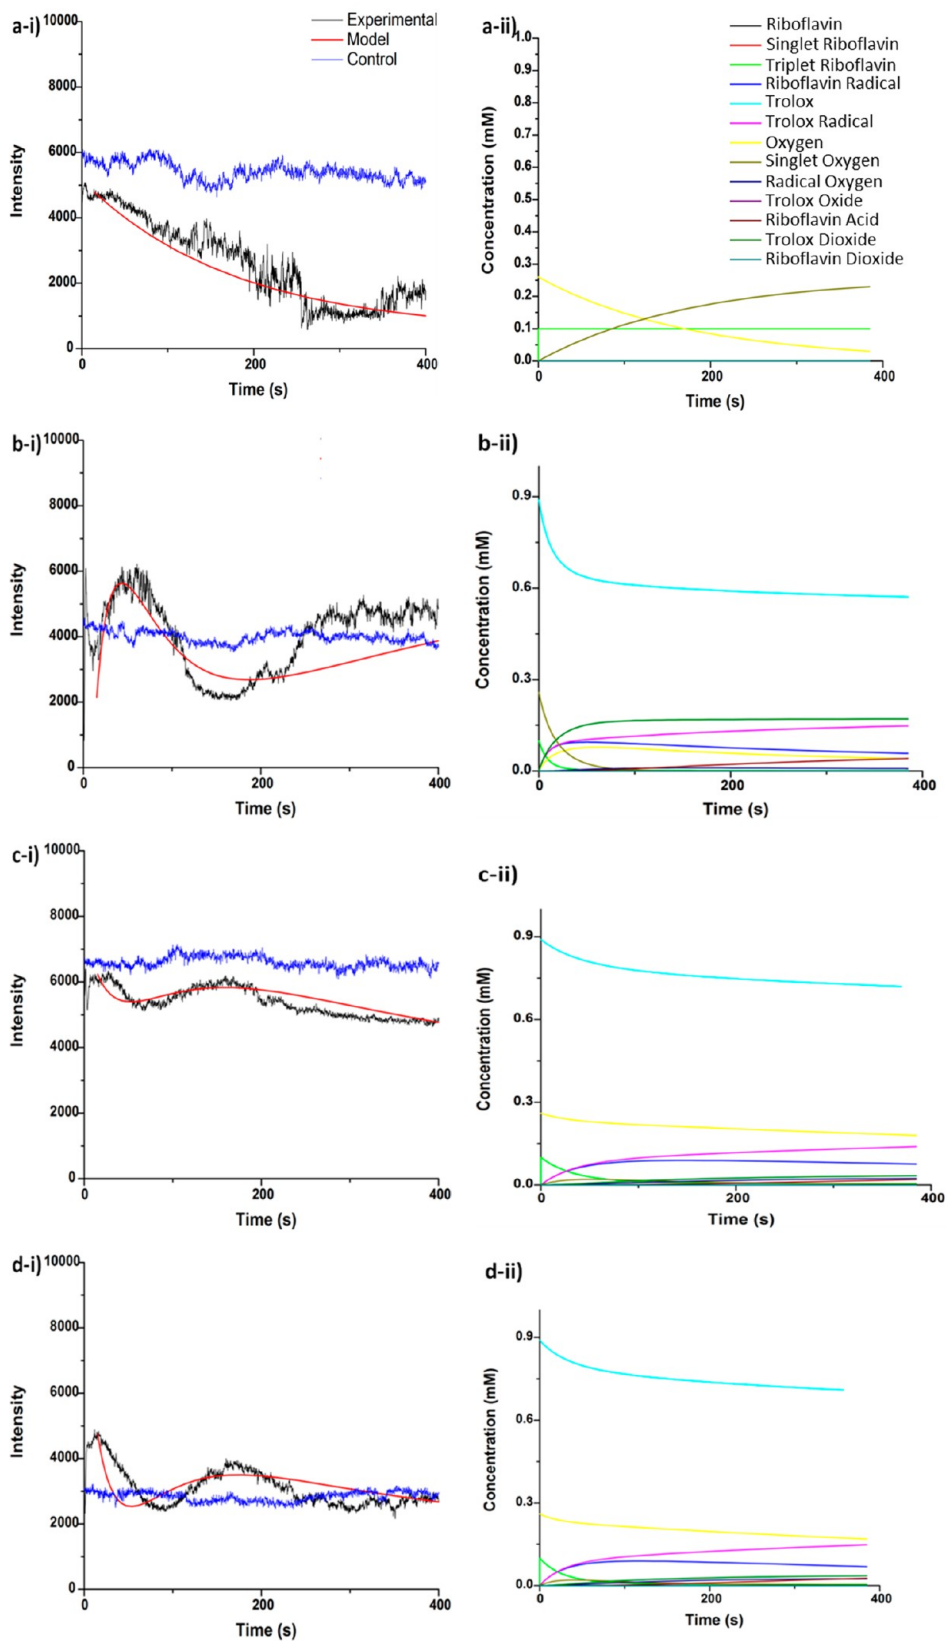 a-i)
10000
8000
6000
4000
2000
0
0
200
400
Intensity
Time (s)
Experimental
Model
Control
a-ii)
1.0
0.9
0.8
0.7
0.6
0.5
0.4
0.3
0.2
0.1
0.0
0
200
400
Concentration (mM)
Time (s)
Riboflavin
Singlet Riboflavin
Triplet Riboflavin
Riboflavin Radical
Trolox
Trolox Radical
Oxygen
Singlet Oxygen
Radical Oxygen
Trolox Oxide
Riboflavin Acid
Trolox Dioxide
Riboflavin Dioxide
b-i)
10000
8000
6000
4000
2000
0
0
200
400
Intensity
Time (s)
b-ii)
0.9
0.6
0.3
0.0
0
200
400
Concentration (mM)
Time (s)
c-i)
10000
8000
6000
4000
2000
0
0
200
400
Intensity
Time (s)
c-ii)
0.9
0.6
0.3
0.0
0
200
400
Concentration (mM)
Time (s)
d-i)
10000
8000
6000
4000
2000
0
0
200
400
Intensity
Time (s)
d-ii)
0.9
0.6
0.3
0.0
0
200
400
Concentration (mM)
Time (s)